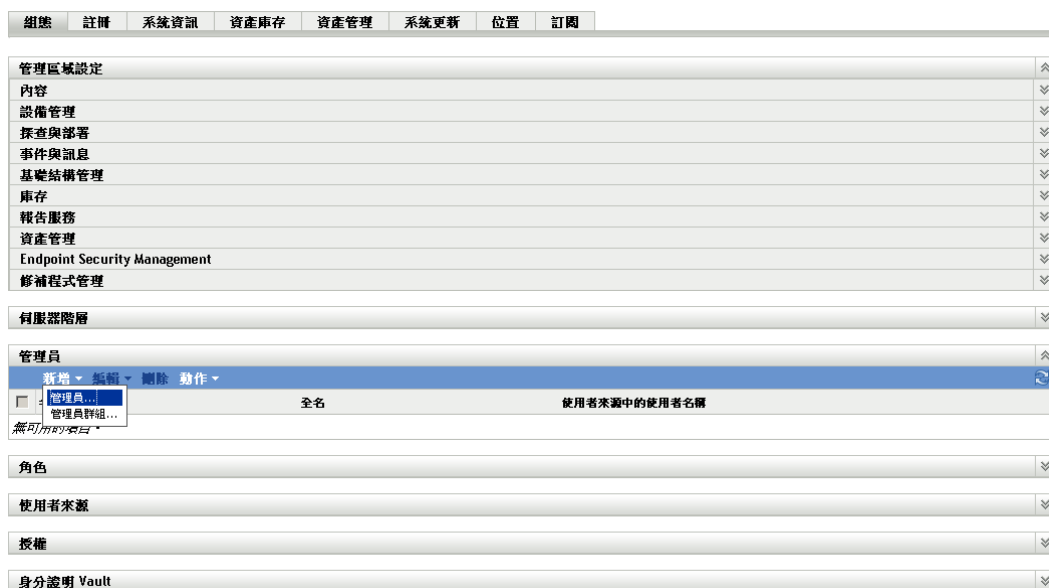 組態 註冊 系統資訊 資產庫存 資產管理 系統更新 位置 訂閱
管理區域設定
內容
設備管理
探查與部署
事件與訊息
基礎結構管理
庫存
報告服務
資產管理
Endpoint Security Management
修補程式管理
伺服器階層
管理員
新增 編輯 刪除 動作
管理員...
全名 使用者來源中的使用者名稱
管理員群組...
無可用的項目。
角色
使用者來源
授權
身分證明 Vault